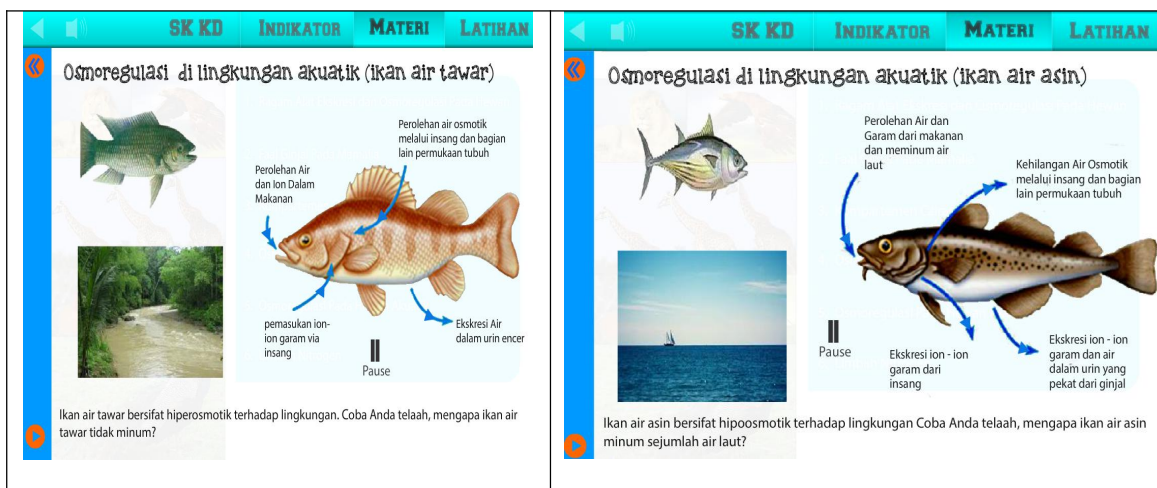 SK KD INDIKATOR MATERI LATIHAN
Osmoregulasi di lingkungan akuatik (ikan air tawar)
Perolehan air osmotik
melalui insang dan bagian
lain permukaan tubuh
Perolehan Air
dan Ion Dalam
Makanan
pemasukan ion-
ion garam via
insang
Ekskresi Air
dalam urin encer
Pause
Ikan air tawar bersifat hiperosmotik terhadap lingkungan. Coba Anda telaah, mengapa ikan air
tawar tidak minum?
SK KD INDIKATOR MATERI LATIHAN
Osmoregulasi di lingkungan akuatik (ikan air asin)
Perolehan Air dan
Garam dari makanan
dan meminum air
laut
Kehilangan Air Osmotik
melalui insang dan bagian
lain permukaan tubuh
Pause
Ekskresi ion - ion
garam dari
insang
Ekskresi ion - ion
garam dan air
dalam urin yang
pekat dari ginjal
Ikan air asin bersifat hipoosmotik terhadap lingkungan Coba Anda telaah, mengapa ikan air asin
minum sejumlah air laut?